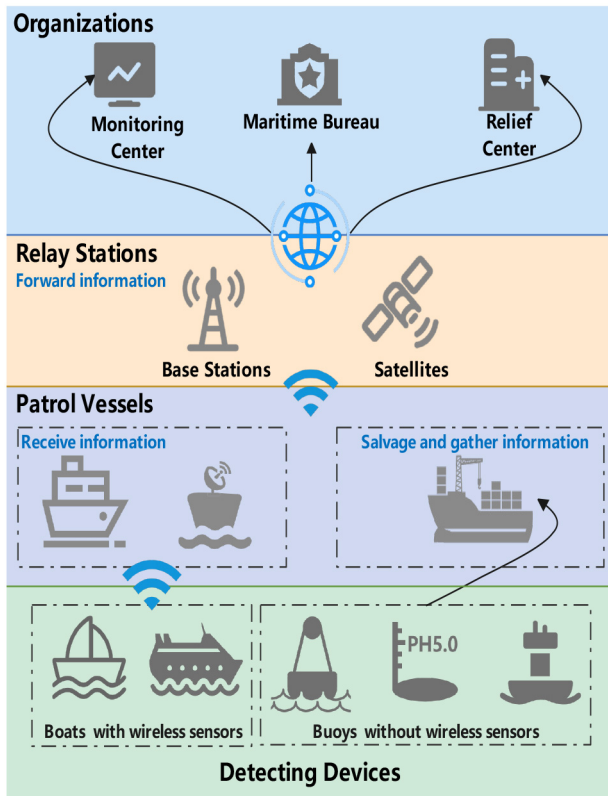 Organizations
Monitoring
Center
Maritime Bureau
Relief
Center
Relay Stations
Forward information
Base Stations
Satellites
Patrol Vessels
Receive information
Salvage and gather information
PH5.0
Boats with wireless sensors
Buoys without wireless sensors
Detecting Devices